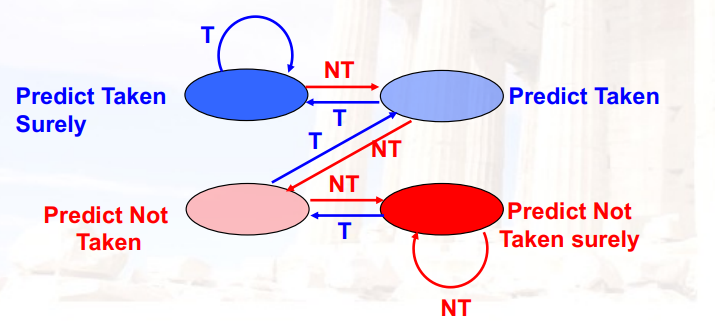 T
NT
Predict Taken
Surely
Predict Taken
T
T
NT
NT
Predict Not
Taken
Predict Not
Taken surely
T
NT